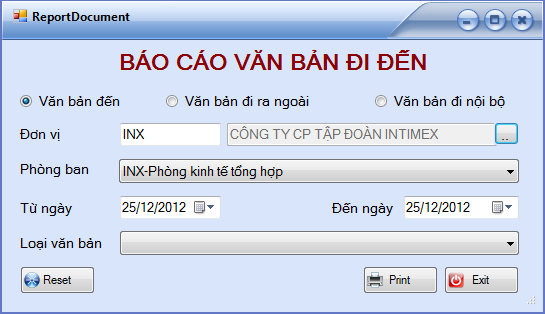 ReportDocument
BÁO CÁO VĂN BẢN ĐI ĐẾN
Văn bản đến Văn bản đi ra ngoài Văn bản đi nội bộ
Đơn vị INX CÔNG TY CP TẬP ĐOÀN INTIMEX ..
Phòng ban INX-Phòng kinh tế tổng hợp
Từ ngày 25/12/2012 Đến ngày 25/12/2012
Loại văn bản
Reset Print Exit